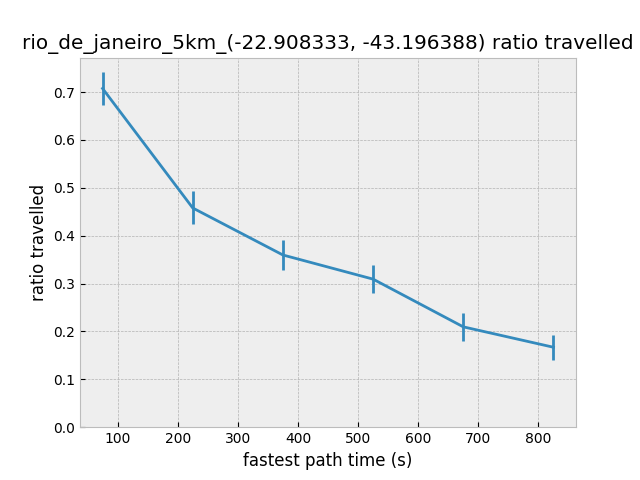 rio_de_janeiro_5km_(-22.908333, -43.196388) ratio travelled
0.7
0.6
0.5
0.4
0.3
0.2
0.1
0.0
ratio travelled
100 200 300 400 500 600 700 800
fastest path time (s)